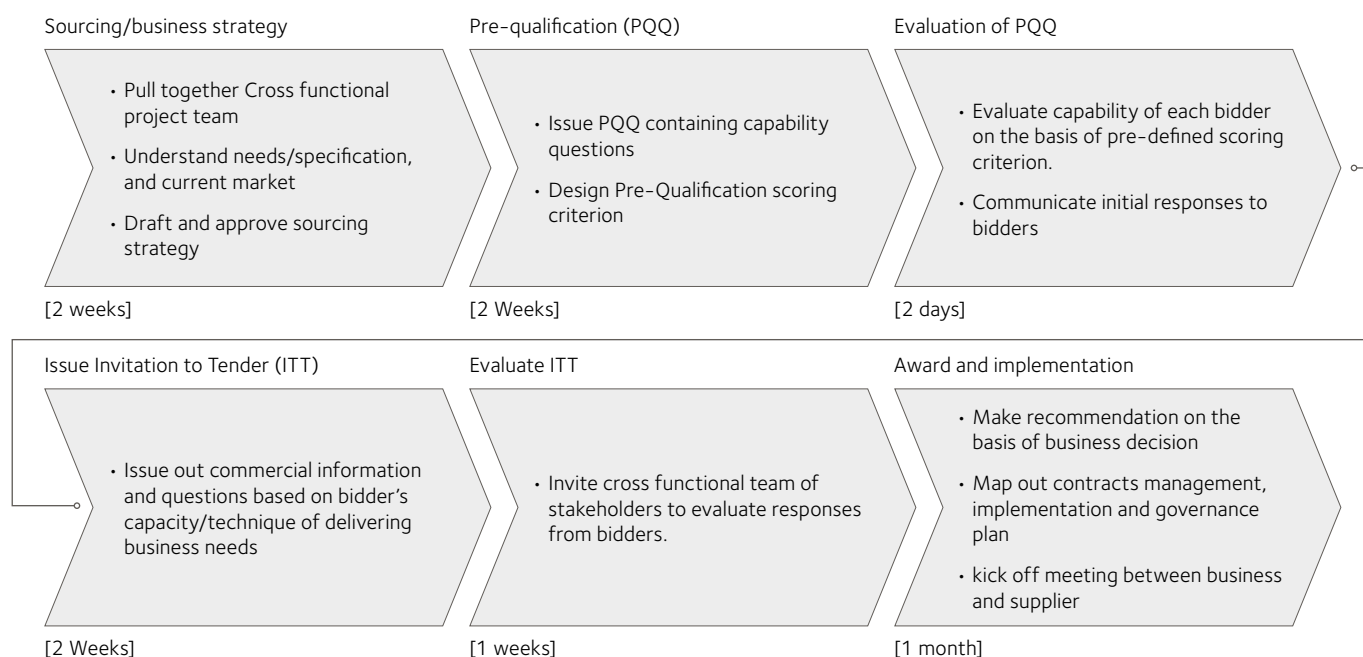 Sourcing/business strategy
• Pull together Cross functional
project team
• Understand needs/specification,
and current market
• Draft and approve sourcing
strategy
[2 weeks]
Pre-qualification (PQQ)
• Issue PQQ containing capability
questions
• Design Pre-Qualification scoring
criterion
[2 Weeks]
Evaluation of PQQ
• Evaluate capability of each bidder
on the basis of pre-defined scoring
criterion.
• Communicate initial responses to
bidders
[2 days]
Issue Invitation to Tender (ITT)
• Issue out commercial information
and questions based on bidder’s
capacity/technique of delivering
business needs
[2 Weeks]
Evaluate ITT
• Invite cross functional team of
stakeholders to evaluate responses
from bidders.
[1 weeks]
Award and implementation
• Make recommendation on the
basis of business decision
• Map out contracts management,
implementation and governance
plan
• kick off meeting between business
and supplier
[1 month]